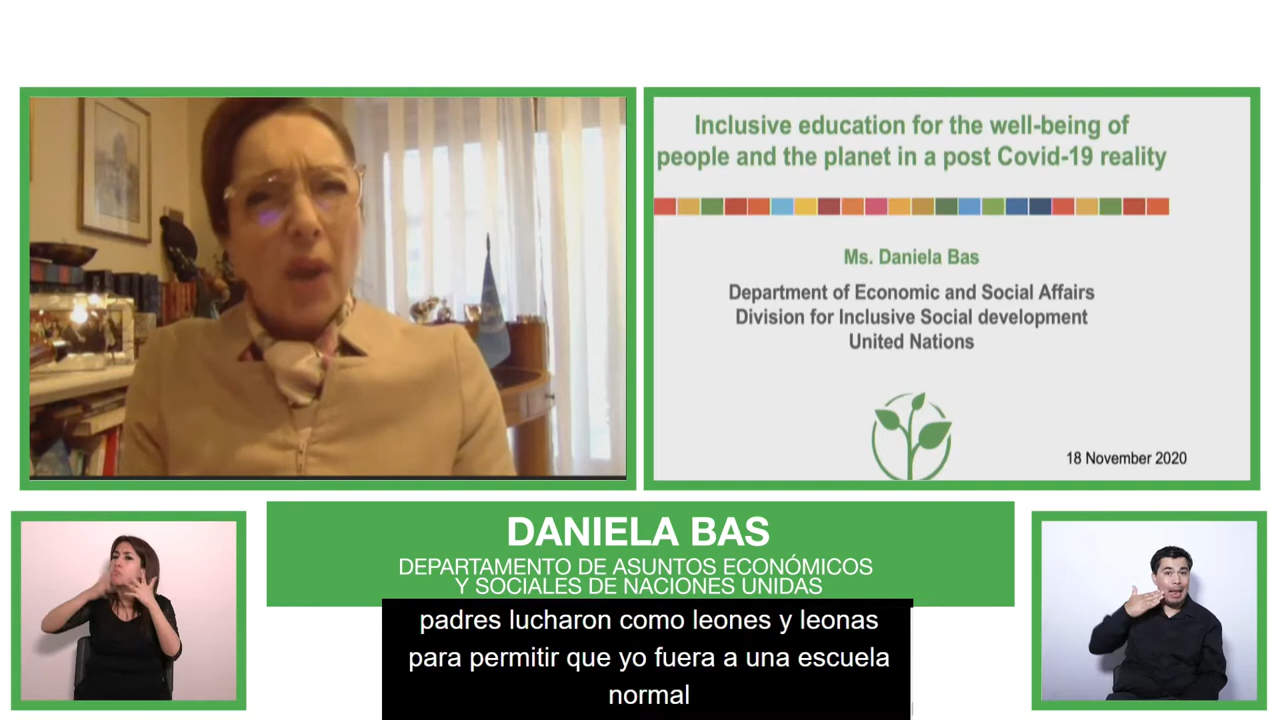 Inclusive education for the well-being of
people and the planet in a post Covid-19 reality
Ms. Daniela Bas
Department of Economic and Social Affairs
Division for Inclusive Social development
United Nations
18 November 2020
DANIELA BAS
DEPARTAMENTO DE ASUNTOS ECONÓMICOS
Y SOCIALES DE NACIONES UNIDAS
padres lucharon como leones y leonas
para permitir que yo fuera a una escuela
normal